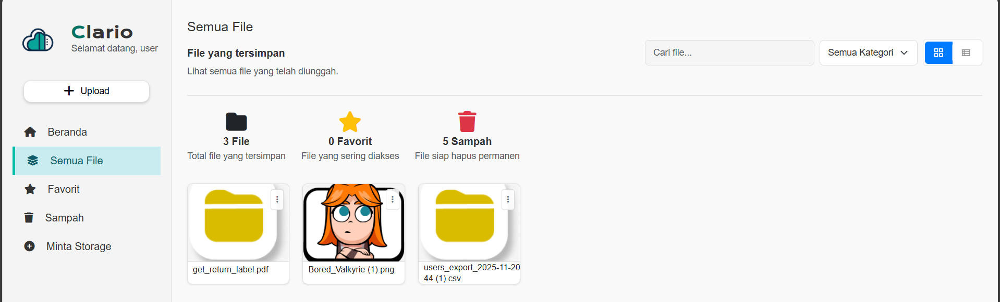 Clario
Selamat datang, user
Upload
Beranda
Semua File
Favorit
Sampah
Minta Storage
Semua File
File yang tersimpan
Lihat semua file yang telah diunggah.
Cari file...
Semua Kategori
3 File
Total file yang tersimpan
0 Favorit
File yang sering diakses
5 Sampah
File siap hapus permanen
get_return_label.pdf
Bored_Valkyrie (1).png
users_export_2025-11-20
44 (1).csv